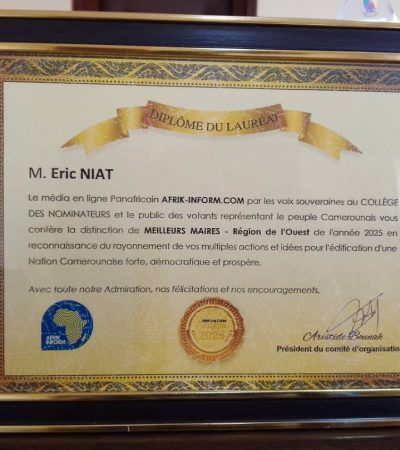 DIPLÔME DU LAURÉAT
M. Eric NIAT
Le média en ligne Panafricain AFRIK-INFORM.COM par les voix souveraines du COLLÈGE
DES NOMINATEURS et le public des votants représentant le peuple Camerounais vous
confère la distinction de MEILLEURS MAIRES - Région de l'Ouest de l'année 2025 en
reconnaissance du rayonnement de vos multiples actions et idées pour l'édification d'une
Nation Camerounaise forte, démocratique et prospère.
Avec toute notre Admiration, nos félicitations et nos encouragements.
AFRIK
INFORM
2025
Aristide Bounah
Président du comité d'organisation